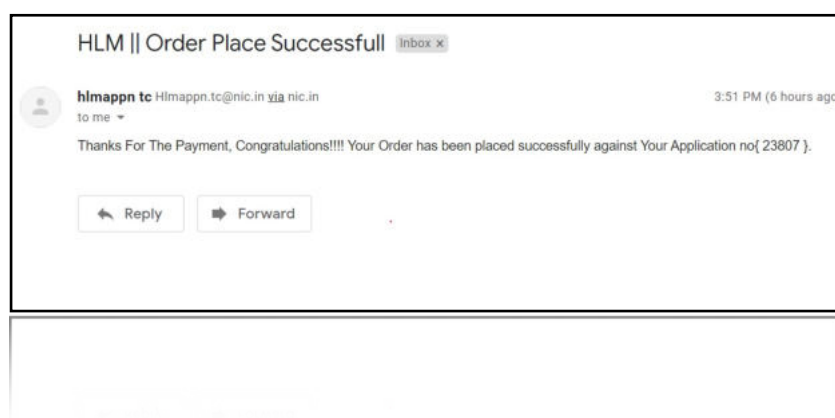 HLM || Order Place Successfull Inbox x
hlmappn tc Hlmappn.tc@nic.in via nic.in 3:51 PM (6 hours ago
to me
Thanks For The Payment, Congratulations!!!! Your Order has been placed successfully against Your Application no{ 23807 }.
Reply Forward